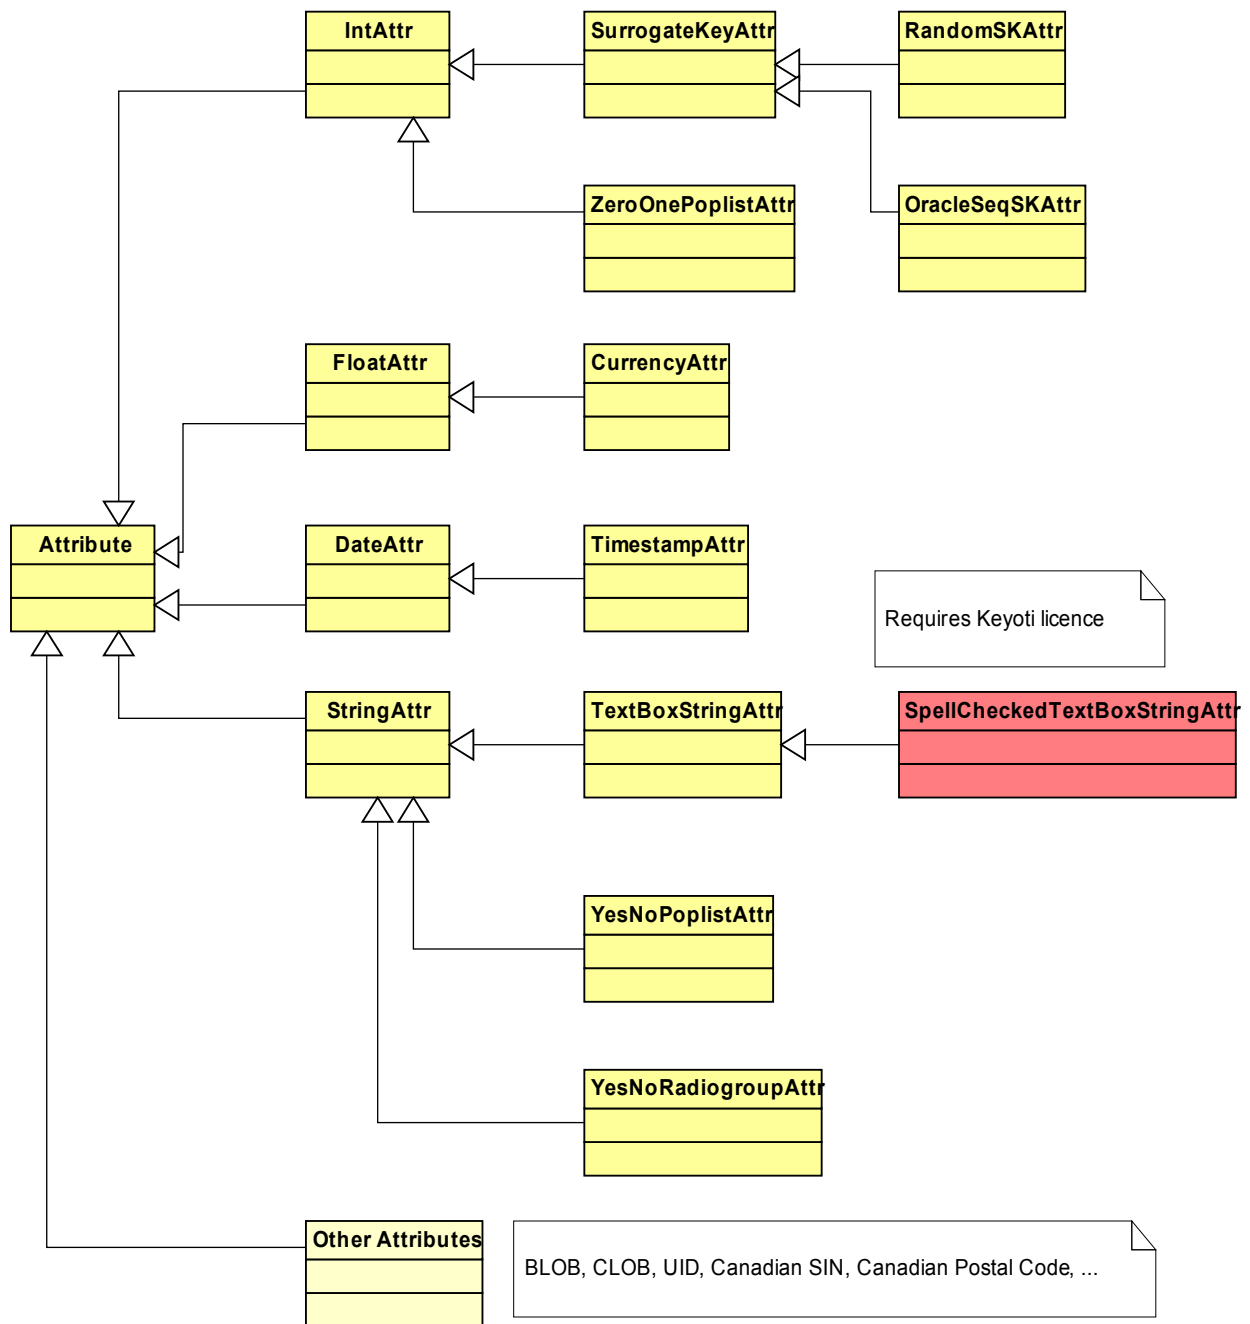 IntAttr
SurrogateKeyAttr
RandomSKAttr
ZeroOnePoplistAttr
OracleSeqSKAttr
FloatAttr
CurrencyAttr
Attribute
DateAttr
TimestampAttr
Requires Keyoti licence
StringAttr
TextBoxStringAttr
SpellCheckedTextBoxStringAttr
YesNoPoplistAttr
YesNoRadiogroupAttr
Other Attributes
BLOB, CLOB, UID, Canadian SIN, Canadian Postal Code, ...